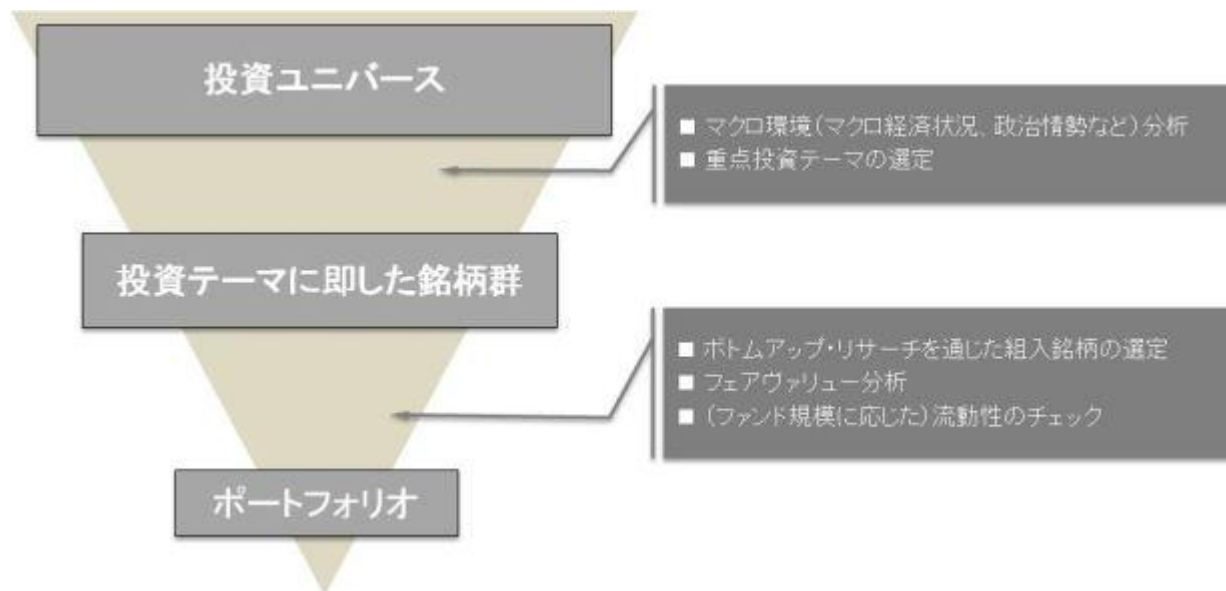 投資ユニバース
■ マクロ環境(マクロ経済状況、政治情勢など)分析
■ 重点投資テーマの選定
投資テーマに即した銘柄群
■ ボトムアップ・リサーチを通じた組入銘柄の選定
■ フェアヴァリュー分析
■ (ファンド規模に応じた)流動性のチェック
ポートフォリオ